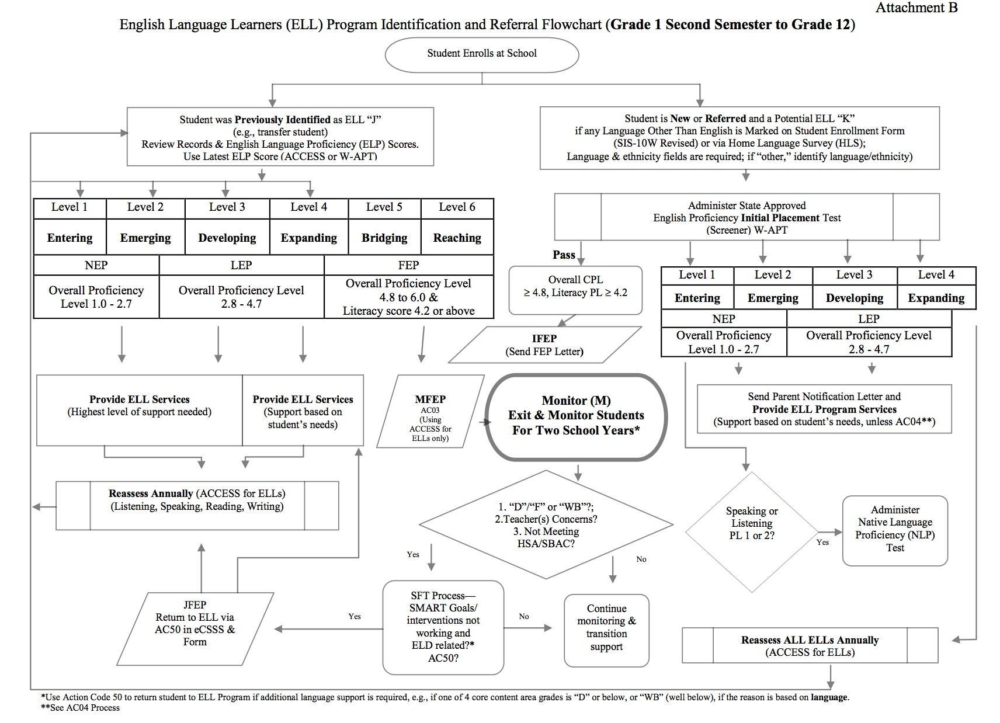 Attachment B
English Language Learners (ELL) Program Identification and Referral Flowchart (Grade 1 Second Semester to Grade 12)
Student Enrolls at School
Student was Previously Identified as ELL “J”
(e.g., transfer student)
Review Records & English Language Proficiency (ELP) Scores.
Use Latest ELP Score (ACCESS or W-APT)
Student is New or Referred and a Potential ELL “K”
if any Language Other Than English is Marked on Student Enrollment Form
(SIS-10W Revised) or via Home Language Survey (HLS);
Language & ethnicity fields are required; if “other,” identify language/ethnicity)
Level 1
Level 2
Level 3
Level 4
Level 5
Level 6
Entering
Emerging
Developing
Expanding
Bridging
Reaching
NEP
LEP
FEP
Overall Proficiency
Level 1.0 - 2.7
Overall Proficiency Level
2.8 - 4.7
Overall Proficiency Level
4.8 to 6.0 &
Literacy score 4.2 or above
Administer State Approved
English Proficiency Initial Placement Test
(Screener) W-APT
Pass
Overall CPL
≥ 4.8, Literacy PL ≥ 4.2
IFEP
(Send FEP Letter)
Level 1
Level 2
Level 3
Level 4
Entering
Emerging
Developing
Expanding
NEP
LEP
Overall Proficiency
Level 1.0 - 2.7
Overall Proficiency Level
2.8 - 4.7
Provide ELL Services
(Highest level of support needed)
Provide ELL Services
(Support based on
student’s needs)
MFEP
AC03
(Using
ACCESS for
ELLs only)
Monitor (M)
Exit & Monitor Students
For Two School Years*
Send Parent Notification Letter and
Provide ELL Program Services
(Support based on student’s needs, unless AC04**)
Reassess Annually (ACCESS for ELLs)
(Listening, Speaking, Reading, Writing)
1. “D”/“F” or “WB”?;
2.Teacher(s) Concerns?
3. Not Meeting
HSA/SBAC?
Yes
No
Speaking or
Listening
PL 1 or 2?
Yes
Administer
Native Language
Proficiency (NLP)
Test
JFEP
Return to ELL via
AC50 in eCSSS &
Form
Yes
SFT Process—
SMART Goals/
interventions not
working and
ELD related?*
AC50?
No
Continue
monitoring &
transition
support
Reassess ALL ELLs Annually
(ACCESS for ELLs)
*Use Action Code 50 to return student to ELL Program if additional language support is required, e.g., if one of 4 core content area grades is “D” or below, or “WB” (well below), if the reason is based on language.
**See AC04 Process